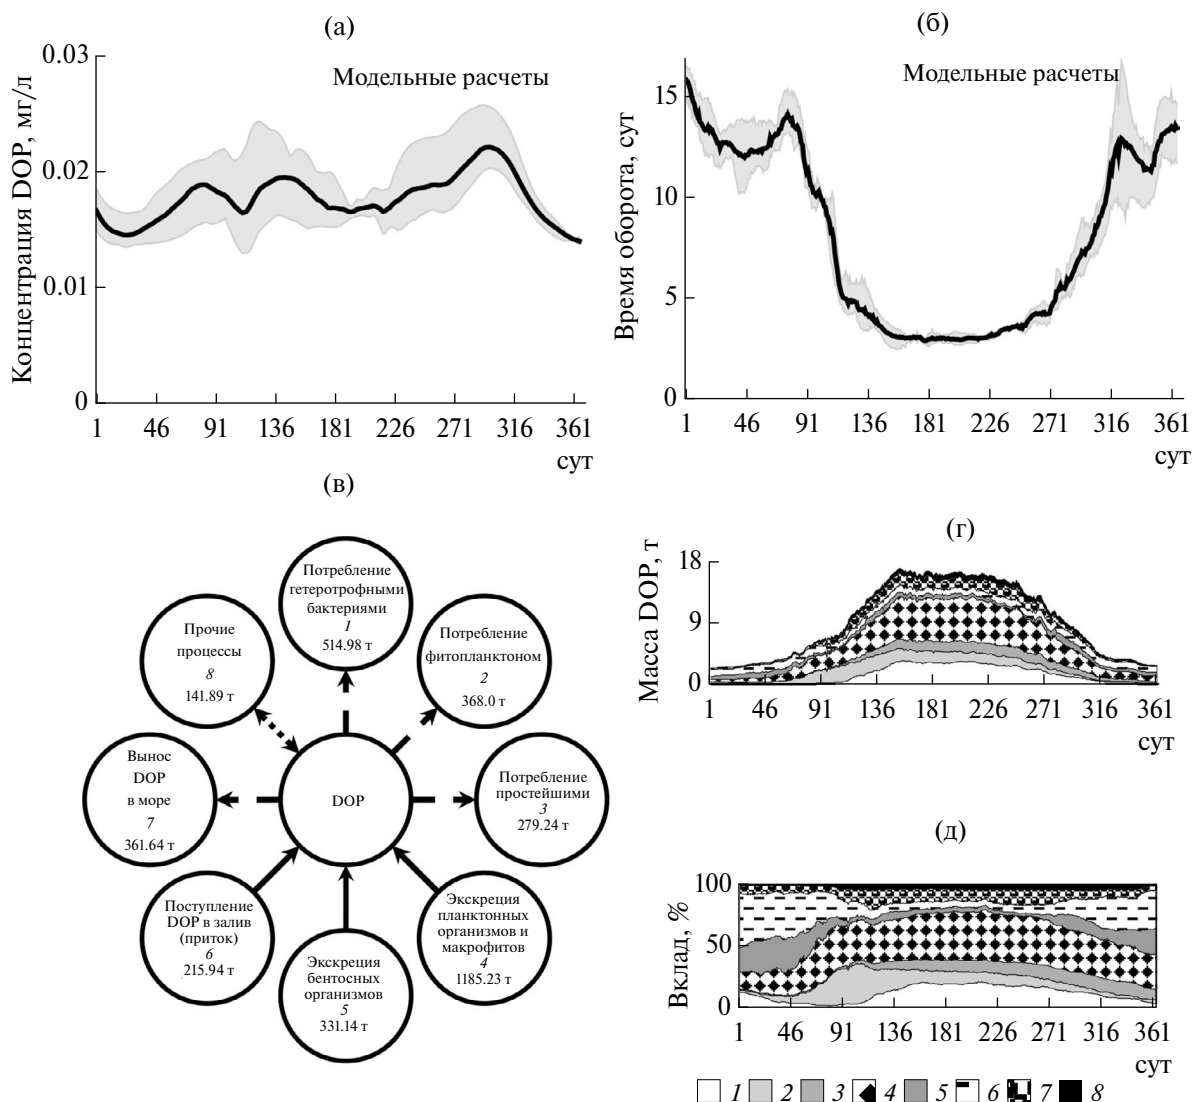 (а)
Концентрация DOP, мг/л
Модельные расчеты
0.03
0.02
0.01
0
1 46 91 136 181 226 271 316 361
сут
(б)
Время оборота, сут
Модельные расчеты
15
10
5
0
1 46 91 136 181 226 271 316 361
сут
(в)
Потребление
гетеротрофными
бактериями
1
514.98 т
Потребление
фитопланктоном
2
368.0 т
Потребление
простейшими
3
279.24 т
Экскреция
планктонных
организмов и
макрофитов
4
1185.23 т
Экскреция
бентосных
организмов
5
331.14 т
Поступление
DOP в залив
(приток)
6
215.94 т
Вынос
DOP
в море
7
361.64 т
Прочие
процессы
8
141.89 т
DOP
(г)
Масса DOP, т
18
9
0
1 46 91 136 181 226 271 316 361
сут
(д)
Вклад, %
100
50
0
1 46 91 136 181 226 271 316 361
сут
1 2 3 4 5 6 7 8